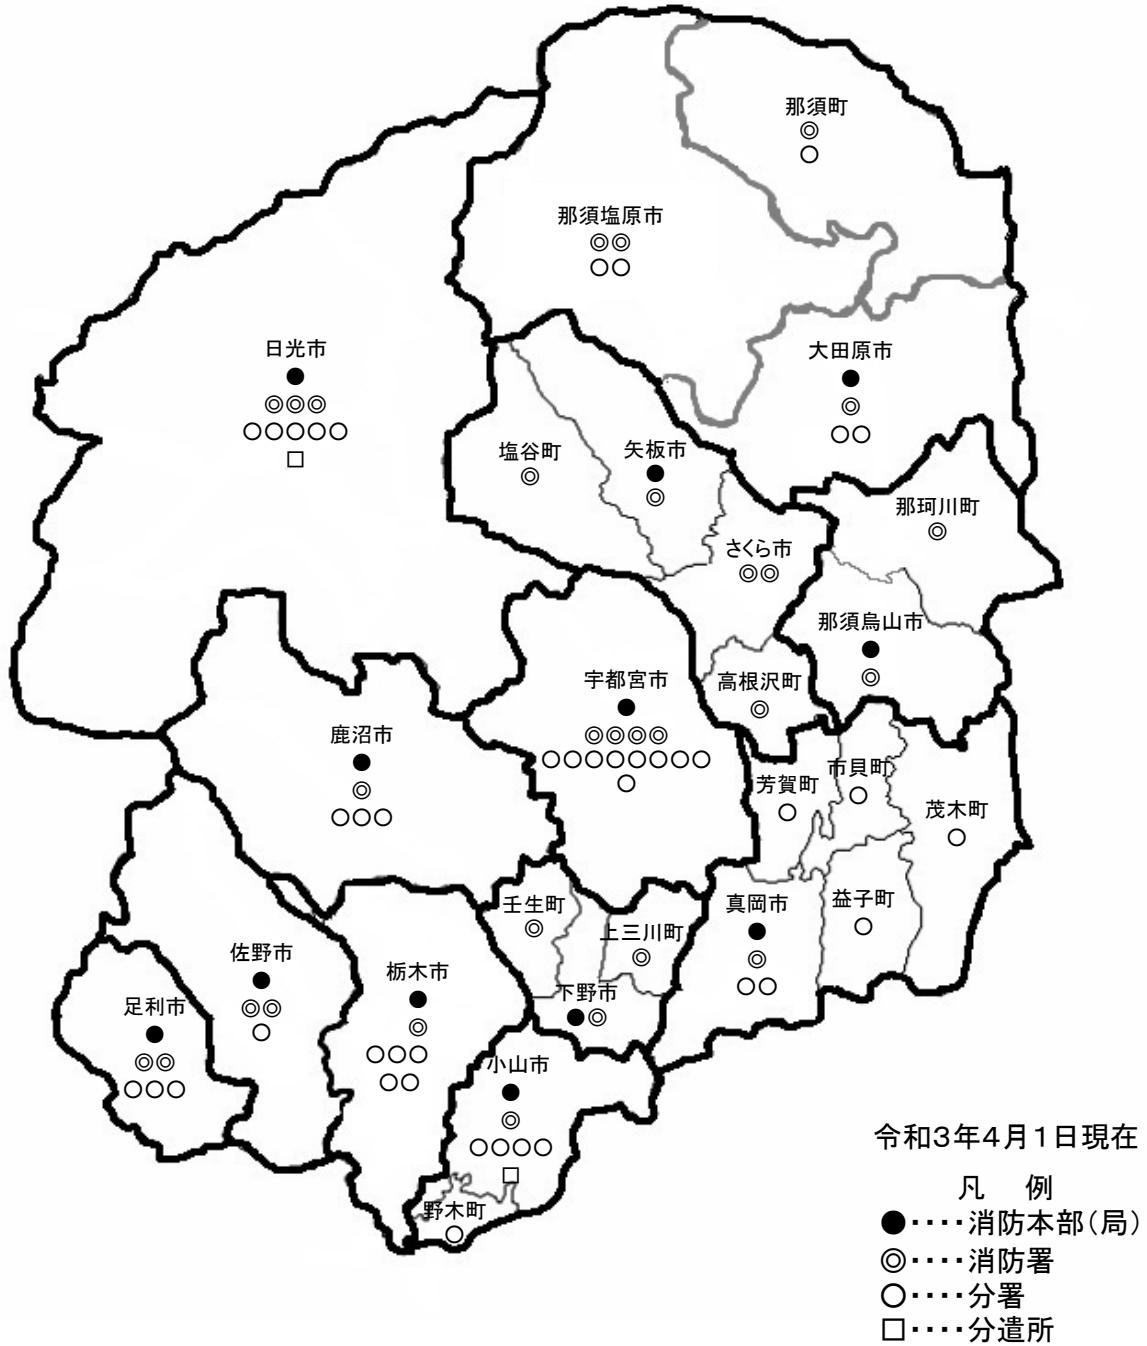 那須町
◎
○
那須塩原市
◎◎
○○
日光市
●
◎◎◎
○○○○○
□
大田原市
●
◎
○○
塩谷町
◎
矢板市
●
◎
那珂川町
◎
さくら市
◎◎
那須烏山市
●
◎
宇都宮市
●
◎◎◎◎
○○○○○○○○
○
高根沢町
◎
鹿沼市
●
◎
○○○
芳賀町
○
市貝町
○
茂木町
○
壬生町
◎
上三川町
◎
真岡市
●
◎
○○
益子町
○
佐野市
●
◎◎
○
栃木市
●
◎
○○○
○○
下野市
●◎
足利市
●
◎◎
○○○
小山市
●
◎
○○○○
□
野木町
○
令和3年4月1日現在
凡 例
●‥‥消防本部(局)
◎‥‥消防署
○‥‥分署
□‥‥分遣所